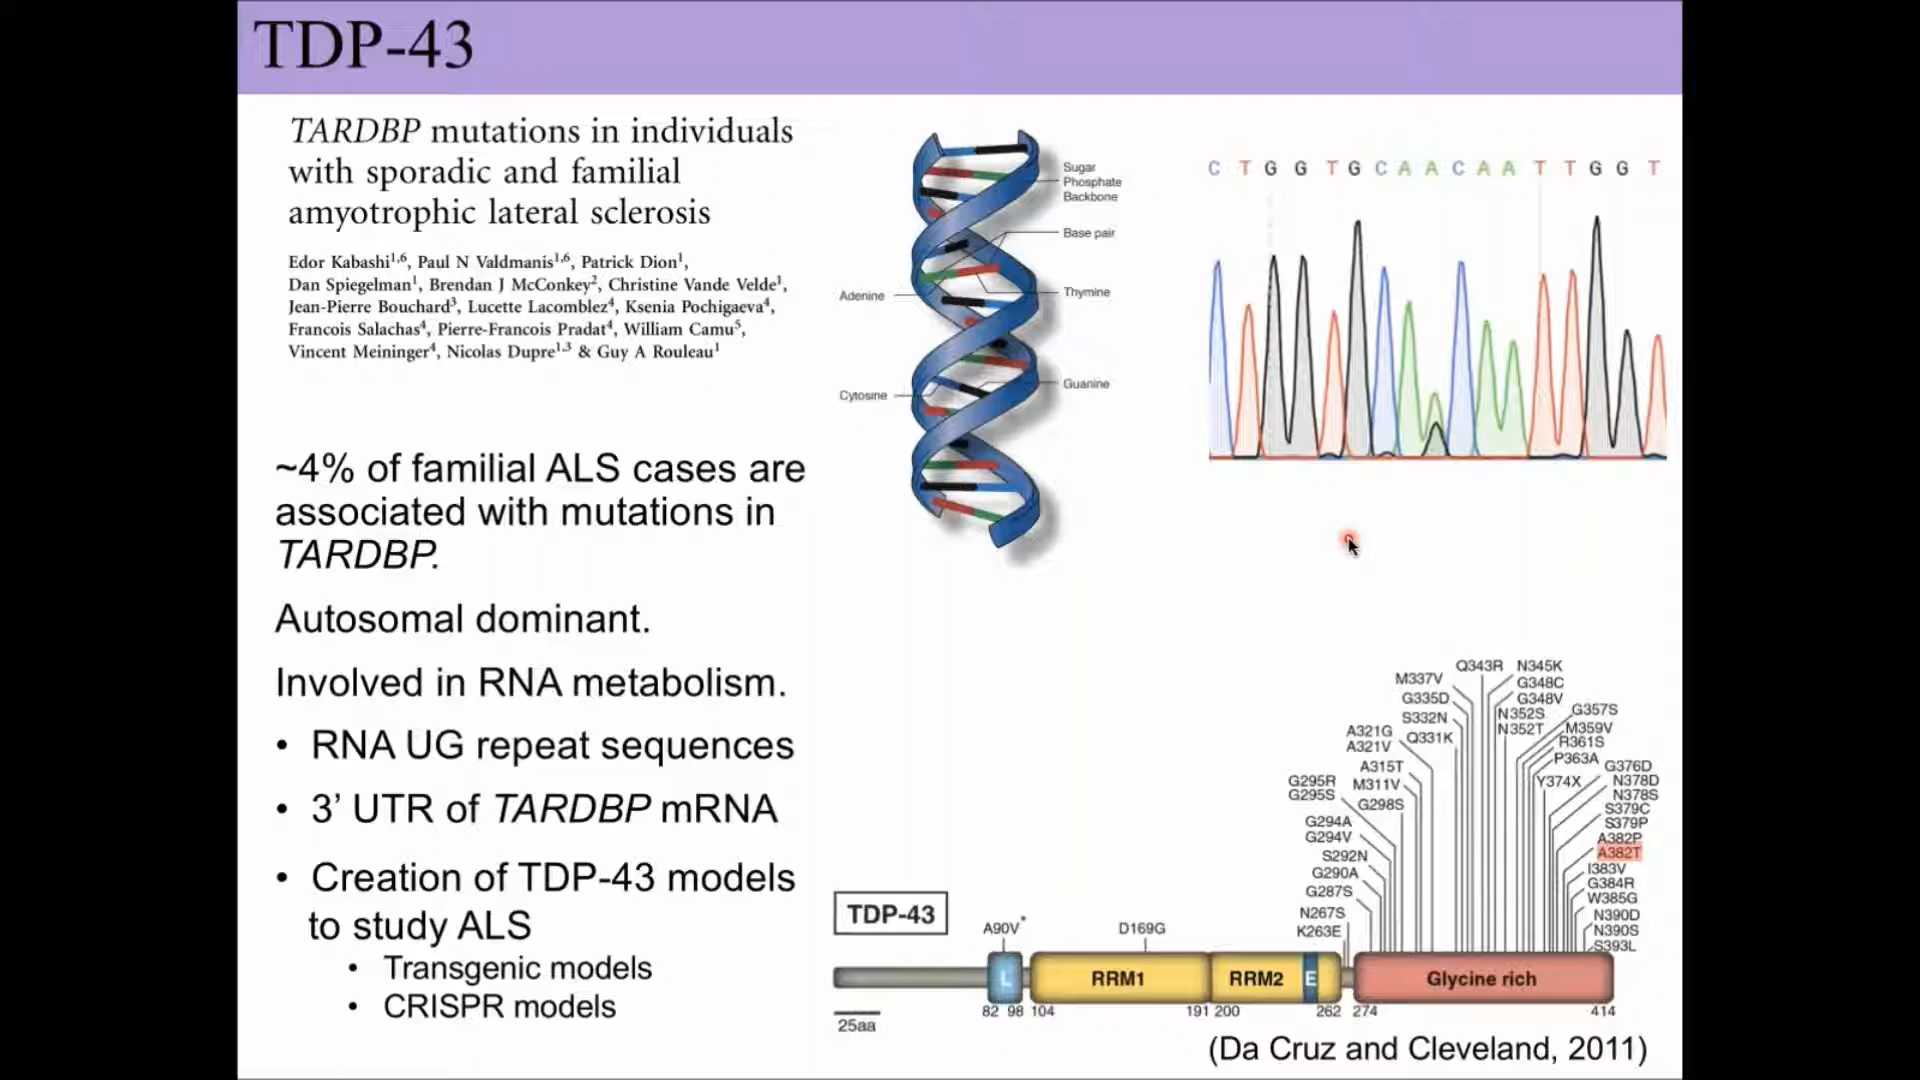 TDP-43
TARDBP mutations in individuals
with sporadic and familial
amyotrophic lateral sclerosis
Edor Kabashi1,6, Paul N Valdmanis1,6, Patrick Dion1,
Dan Spiegelman1, Brendan J McConkey2, Christine Vande Velde1,
Jean-Pierre Bouchard3, Lucette Lacomblez4, Ksenia Pochigaeva4,
Francois Salachas4, Pierre-Francois Pradat4, William Camu5,
Vincent Meininger4, Nicolas Dupre1,3 & Guy A Rouleau1
~4% of familial ALS cases are
associated with mutations in
TARDBP.
Autosomal dominant.
Involved in RNA metabolism.
• RNA UG repeat sequences
• 3’ UTR of TARDBP mRNA
• Creation of TDP-43 models
to study ALS
• Transgenic models
• CRISPR models
Sugar
Phosphate
Backbone
Base pair
Adenine
Thymine
Cytosine
Guanine
C T G G T G C A A C A A T T G G T
Q343R N345K
M337V G348C
G335D G348V
S332N N352S G357S
A321G Q331K N352T M359V
A321V R361S
A315T P363A G376D
G295R M311V Y374X N378D
G295S G298S N378S
S379C
G294A S379P
G294V A382P
S292N A382T
G290A I383V
G287S G384R
W385G
N267S N390D
K263E N390S
S393L
TDP-43
A90V*
D169G
L RRM1 RRM2 E Glycine rich
82 98 104 191 200 262 274 414
25aa
(Da Cruz and Cleveland, 2011)